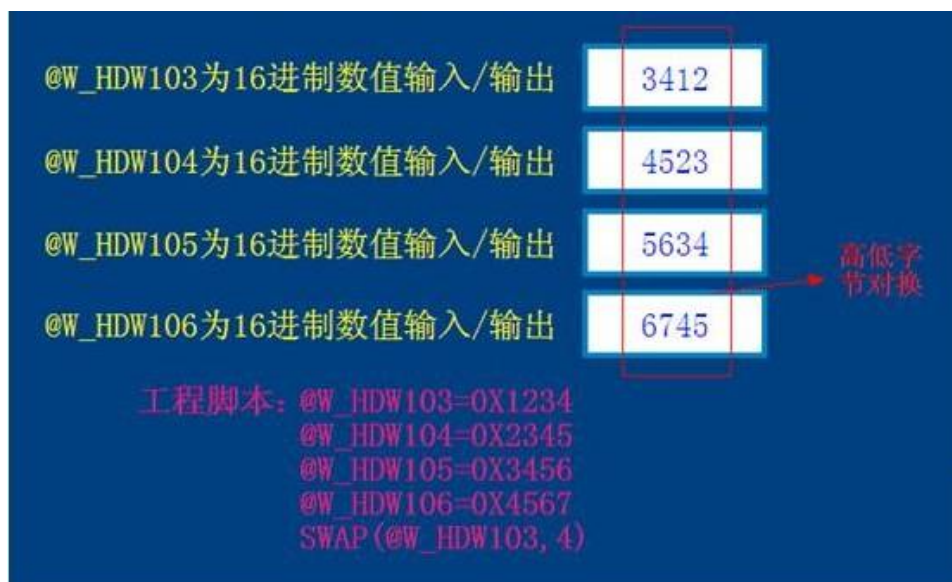 @W_HDW103为16进制数值输入/输出 3412
@W_HDW104为16进制数值输入/输出 4523
@W_HDW105为16进制数值输入/输出 5634
高低字
节对换
@W_HDW106为16进制数值输入/输出 6745
工程脚本：@W_HDW103=0X1234
@W_HDW104=0X2345
@W_HDW105=0X3456
@W_HDW106=0X4567
SWAP(@W_HDW103,4)